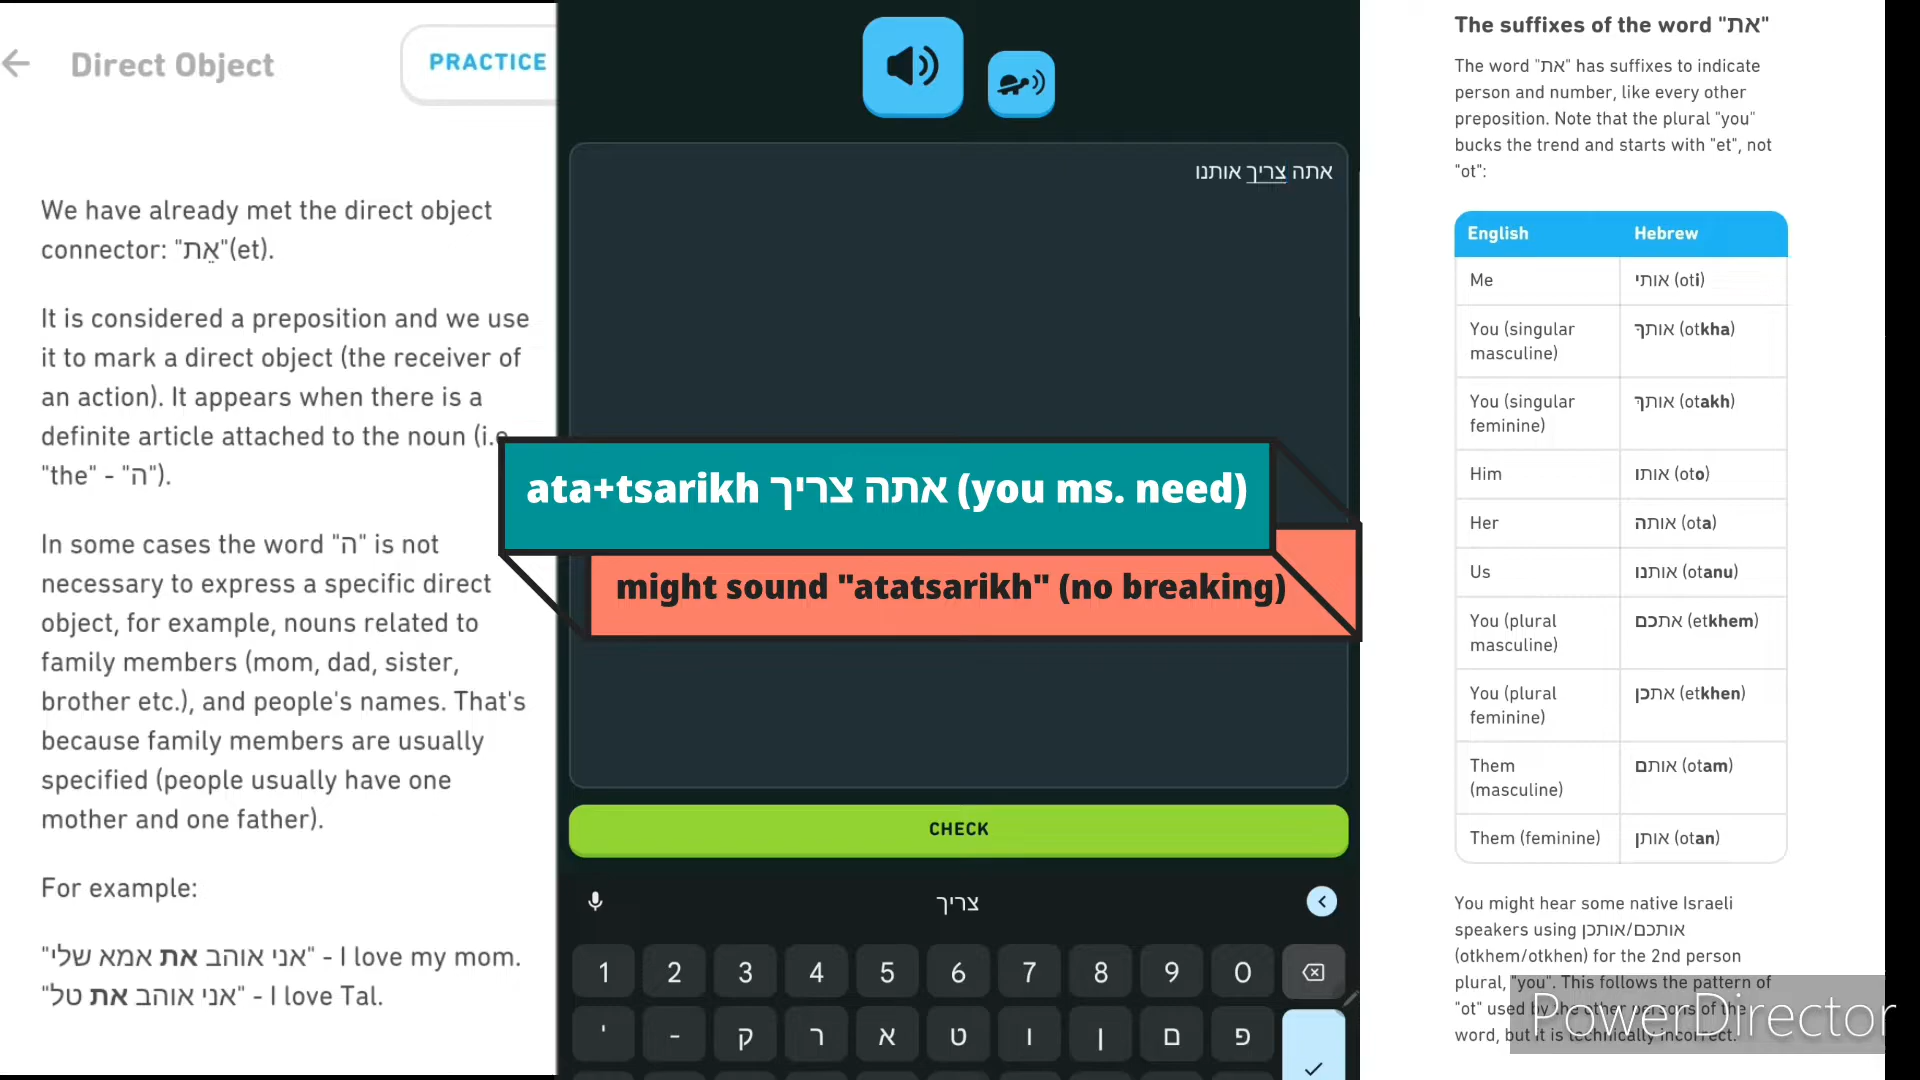 Direct Object
PRACTICE
We have already met the direct object
connector: "אֵת"(et).
It is considered a preposition and we use
it to mark a direct object (the receiver of
an action). It appears when there is a
definite article attached to the noun (i.e
"the" - "ה").
In some cases the word "ה" is not
necessary to express a specific direct
object, for example, nouns related to
family members (mom, dad, sister,
brother etc.), and people's names. That's
because family members are usually
specified (people usually have one
mother and one father).
For example:
"אני אוהב את אמא שלי" - I love my mom.
"אני אוהב את טל" - I love Tal.
אתה צריך אותנו
ata+tsarikh אתה צריך (you ms. need)
might sound "atatsarikh" (no breaking)
CHECK
צריך
1 2 3 4 5 6 7 8 9 0
' - ק ר א ט ו ן ם פ
The suffixes of the word "את"
The word "את" has suffixes to indicate
person and number, like every other
preposition. Note that the plural "you"
bucks the trend and starts with "et", not
"ot":
English Hebrew
Me אותי (oti)
You (singular
masculine) אותךָ (otkha)
You (singular
feminine) אותךְ (otakh)
Him אותו (oto)
Her אותה (ota)
Us אותנו (otanu)
You (plural
masculine) אתכם (etkhem)
You (plural
feminine) אתכן (etkhen)
Them
(masculine) אותם (otam)
Them (feminine) אותן (otan)
You might hear some native Israeli
speakers using אותכם/אותכן
(otkhem/otkhen) for the 2nd person
plural, "you". This follows the pattern of
"ot" used by the other persons of the
word, but it is technically incorrect.
PowerDirector